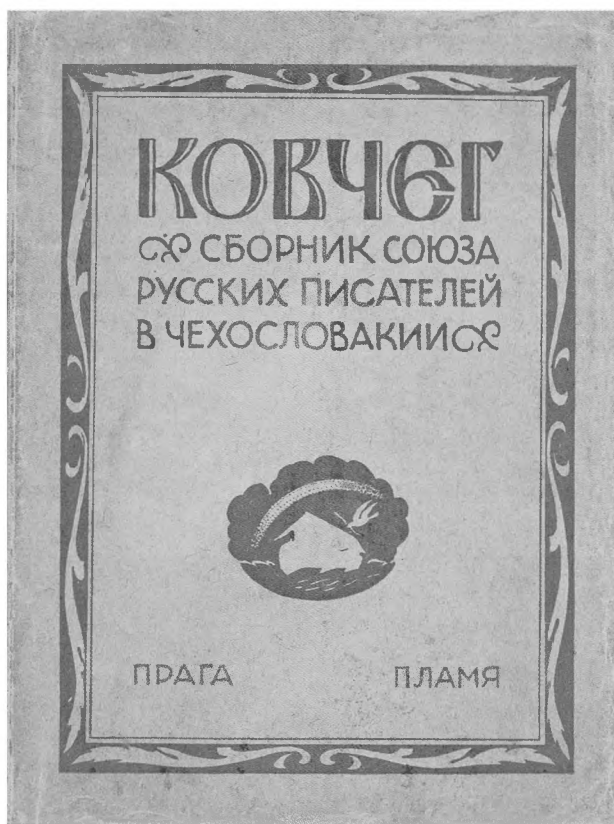 КОВЧЕГ
СБОРНИК СОЮЗА
РУССКИХ ПИСАТЕЛЕЙ
В ЧЕХОСЛОВАКИИ
ПРАГА ПЛАМЯ